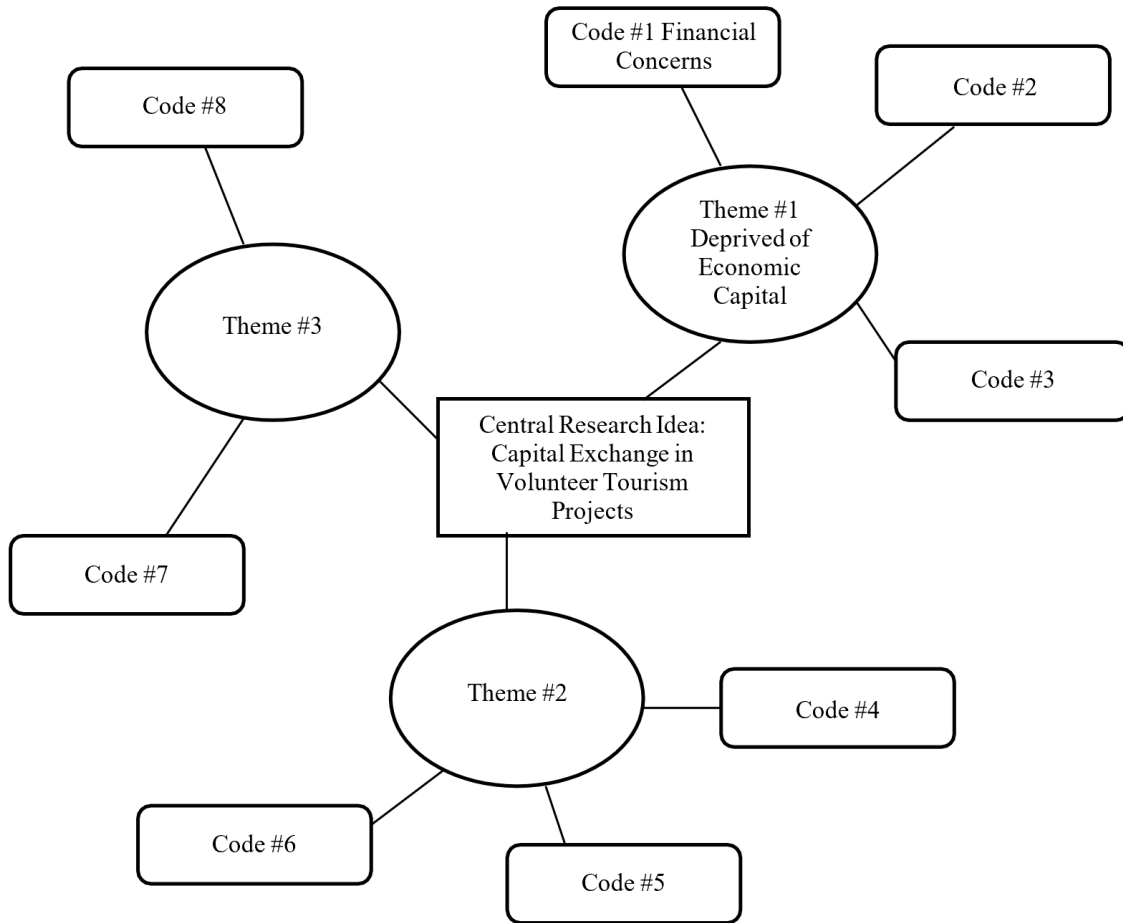 Code #1 Financial
Concerns
Code #2
Code #8
Theme #1
Deprived of
Economic
Capital
Theme #3
Code #3
Central Research Idea:
Capital Exchange in
Volunteer Tourism
Projects
Code #7
Theme #2
Code #4
Code #6
Code #5